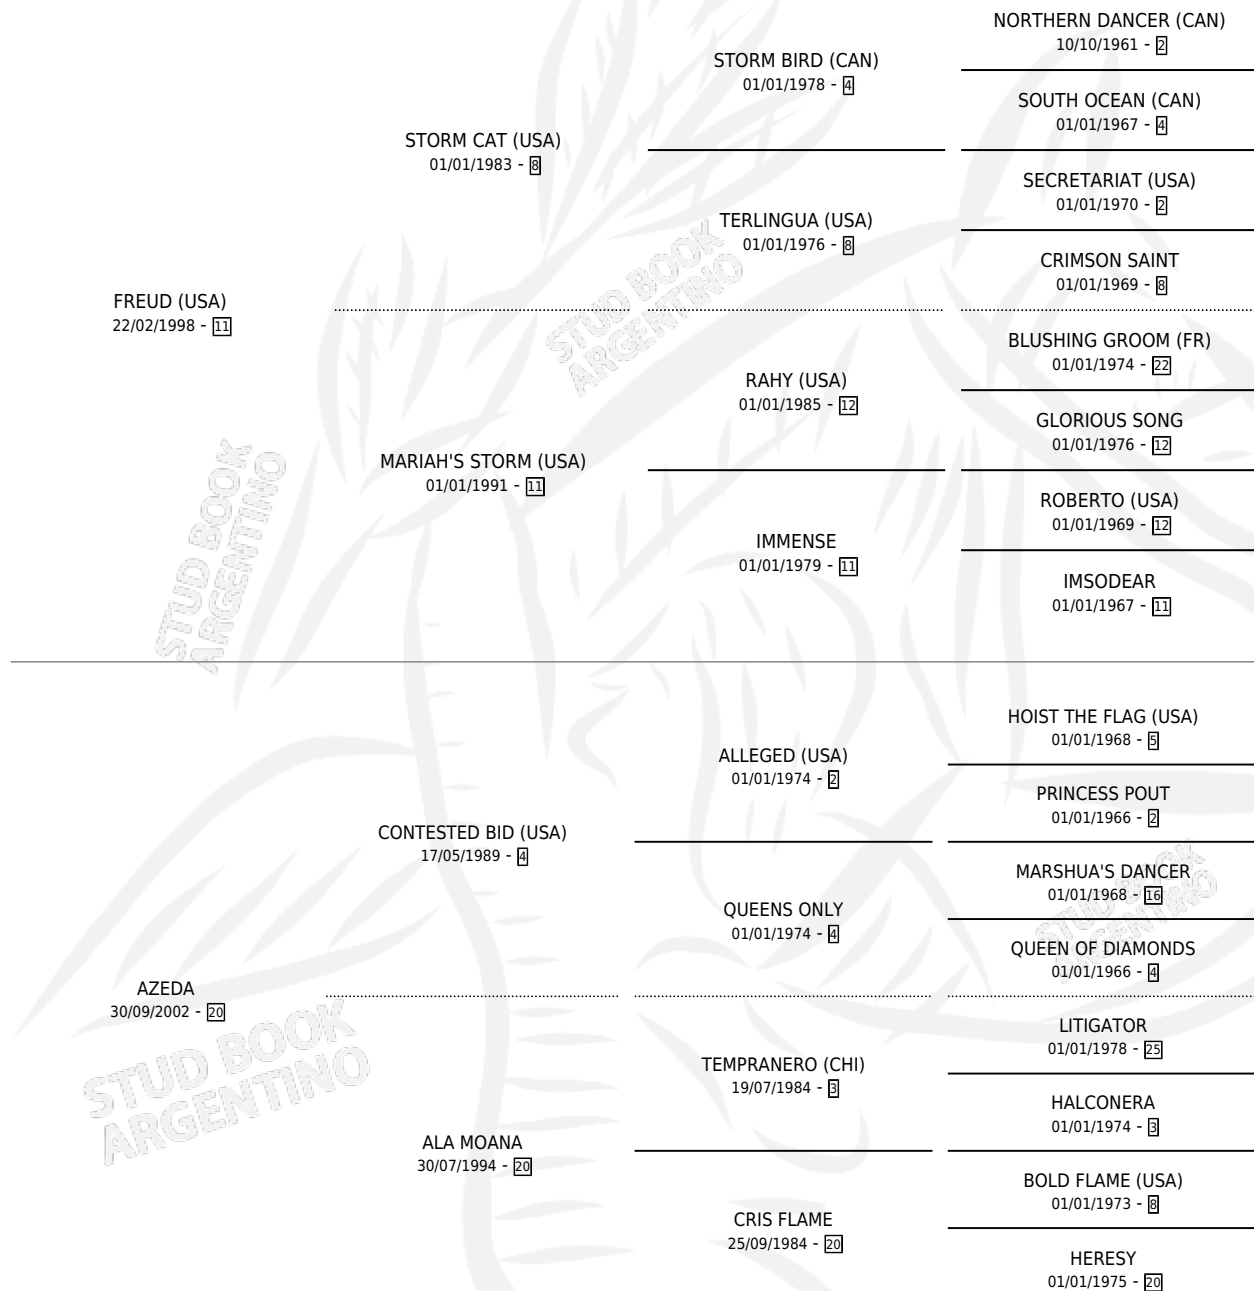 NORTHERN DANCER (CAN)
10/10/1961 - 2
STORM BIRD (CAN)
01/01/1978 - 4
SOUTH OCEAN (CAN)
01/01/1967 - 4
STORM CAT (USA)
01/01/1983 - 8
SECRETARIAT (USA)
01/01/1970 - 2
TERLINGUA (USA)
01/01/1976 - 8
CRIMSON SAINT
01/01/1969 - 8
FREUD (USA)
22/02/1998 - 11
BLUSHING GROOM (FR)
01/01/1974 - 22
RAHY (USA)
01/01/1985 - 12
GLORIOUS SONG
01/01/1976 - 12
MARIAH'S STORM (USA)
01/01/1991 - 11
ROBERTO (USA)
01/01/1969 - 12
IMMENSE
01/01/1979 - 11
IMSODEAR
01/01/1967 - 11
HOIST THE FLAG (USA)
01/01/1968 - 5
ALLEGED (USA)
01/01/1974 - 2
PRINCESS POUT
01/01/1966 - 2
CONTESTED BID (USA)
17/05/1989 - 4
MARSHUA'S DANCER
01/01/1968 - 16
QUEENS ONLY
01/01/1974 - 4
QUEEN OF DIAMONDS
01/01/1966 - 4
AZEDA
30/09/2002 - 20
LITIGATOR
01/01/1978 - 25
TEMPRANERO (CHI)
19/07/1984 - 3
HALCONERA
01/01/1974 - 3
ALA MOANA
30/07/1994 - 20
BOLD FLAME (USA)
01/01/1973 - 8
CRIS FLAME
25/09/1984 - 20
HERESY
01/01/1975 - 20
STUD BOOK
ARGENTINO
STUD BOOK
ARGENTINO
STUD BOOK
ARGENTINO
STUD BOOK
ARGENTINO